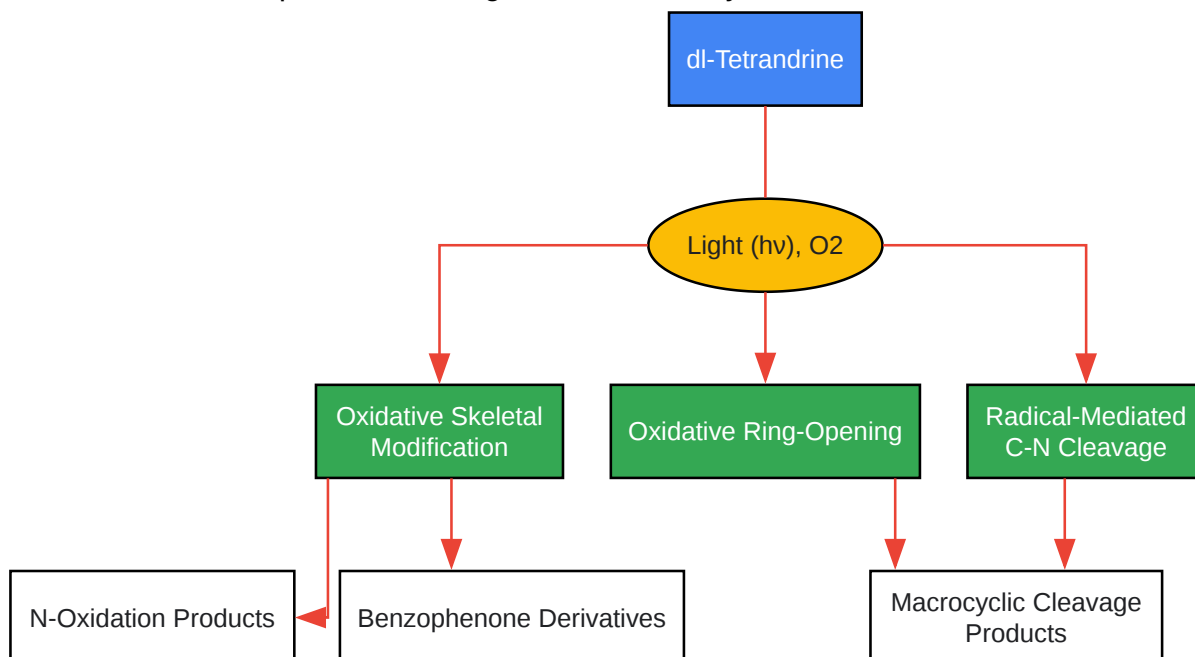 dl-Tetrandrine
Light (hν), O2
Oxidative Skeletal
Modification
Oxidative Ring-Opening
Radical-Mediated
C-N Cleavage
N-Oxidation Products
Benzophenone Derivatives
Macrocyclic Cleavage
Products